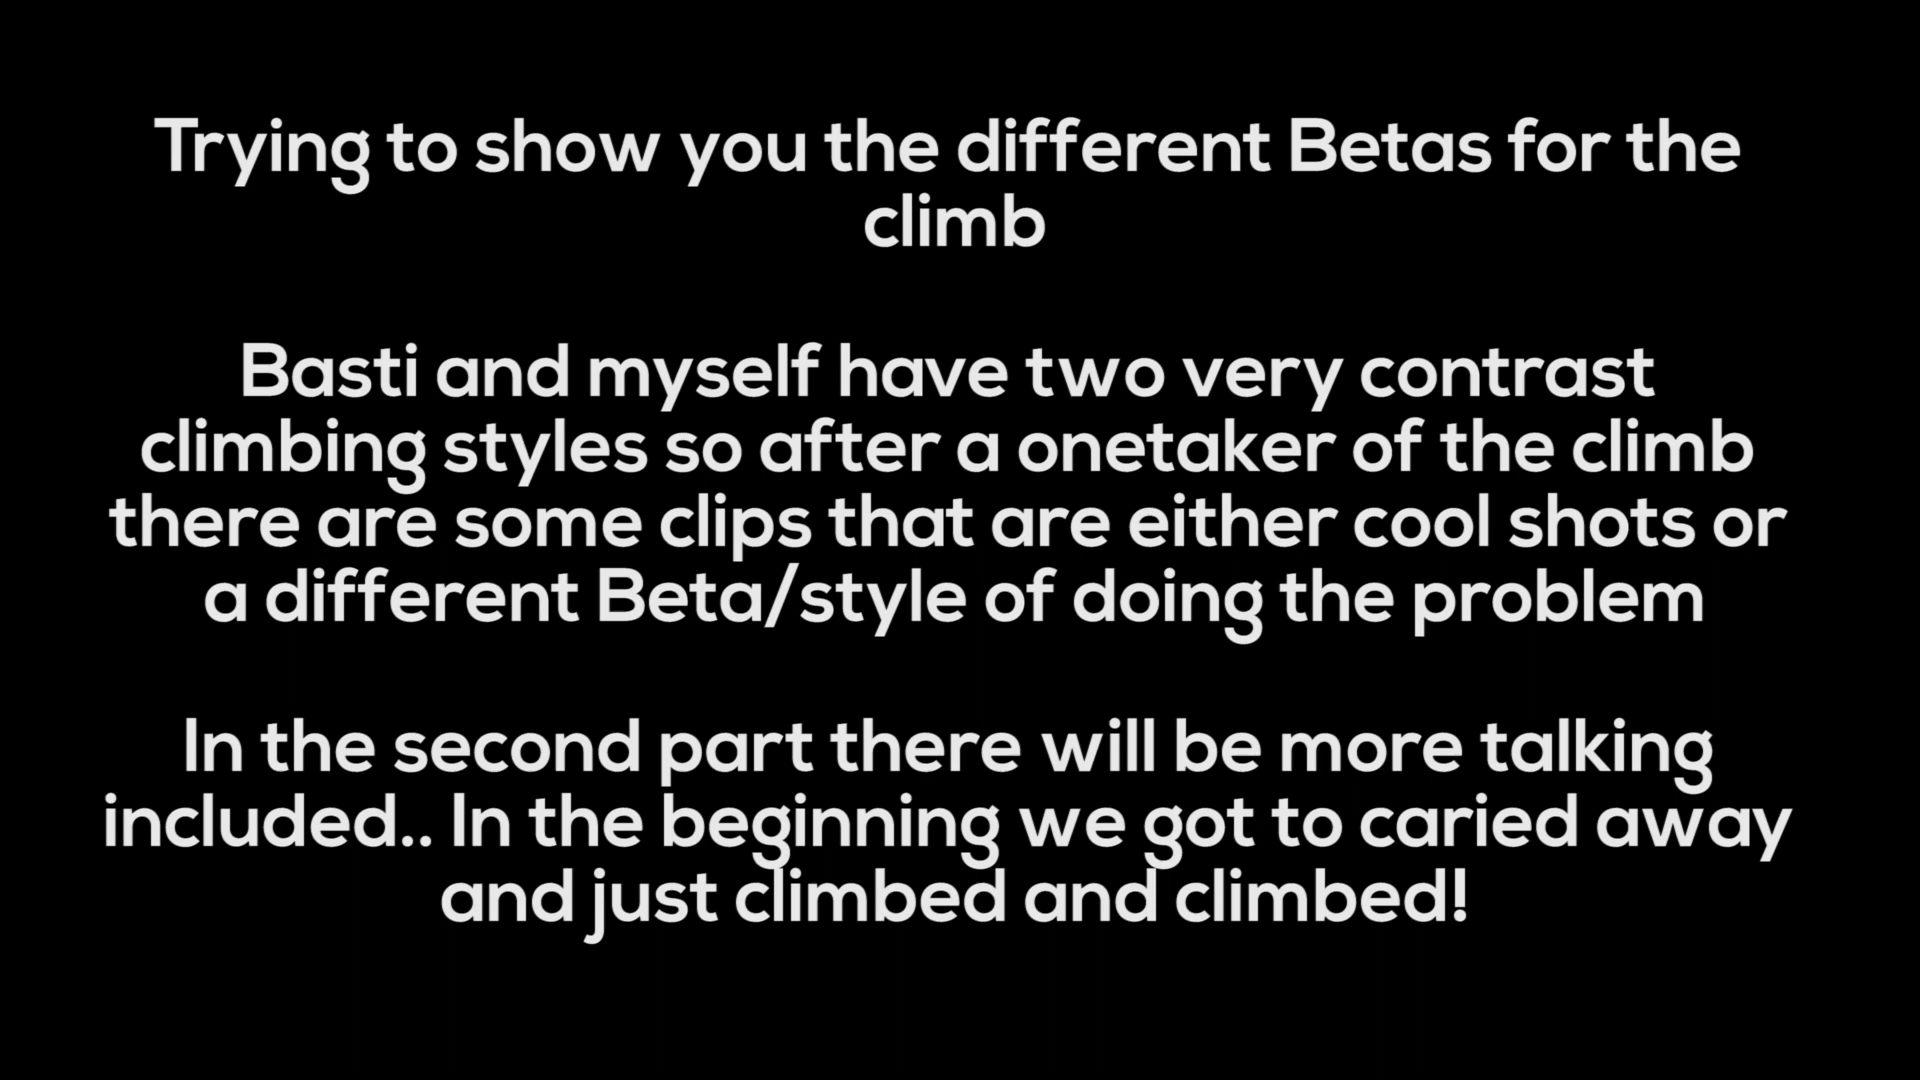 Trying to show you the different Betas for the
climb
Basti and myself have two very contrast
climbing styles so after a onetaker of the climb
there are some clips that are either cool shots or
a different Beta/style of doing the problem
In the second part there will be more talking
included.. In the beginning we got to caried away
and just climbed and climbed!